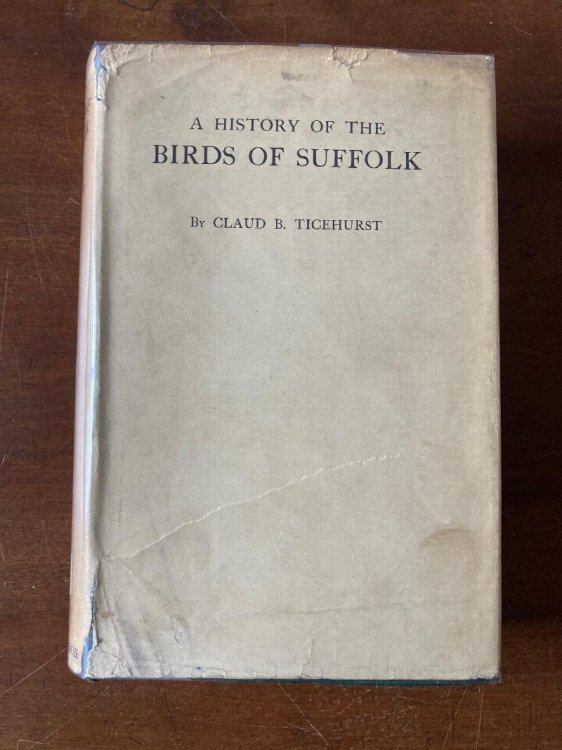 A HISTORY OF THE
BIRDS OF SUFFOLK
By CLAUD B. TICEHURST